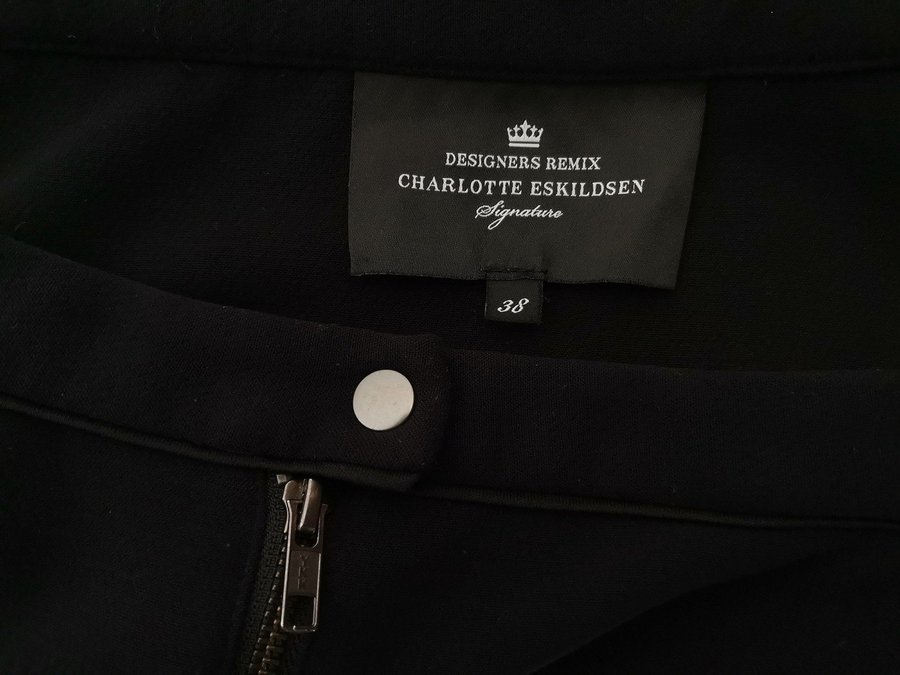 DESIGNERS REMIX
CHARLOTTE ESKILDSEN
Signature
38